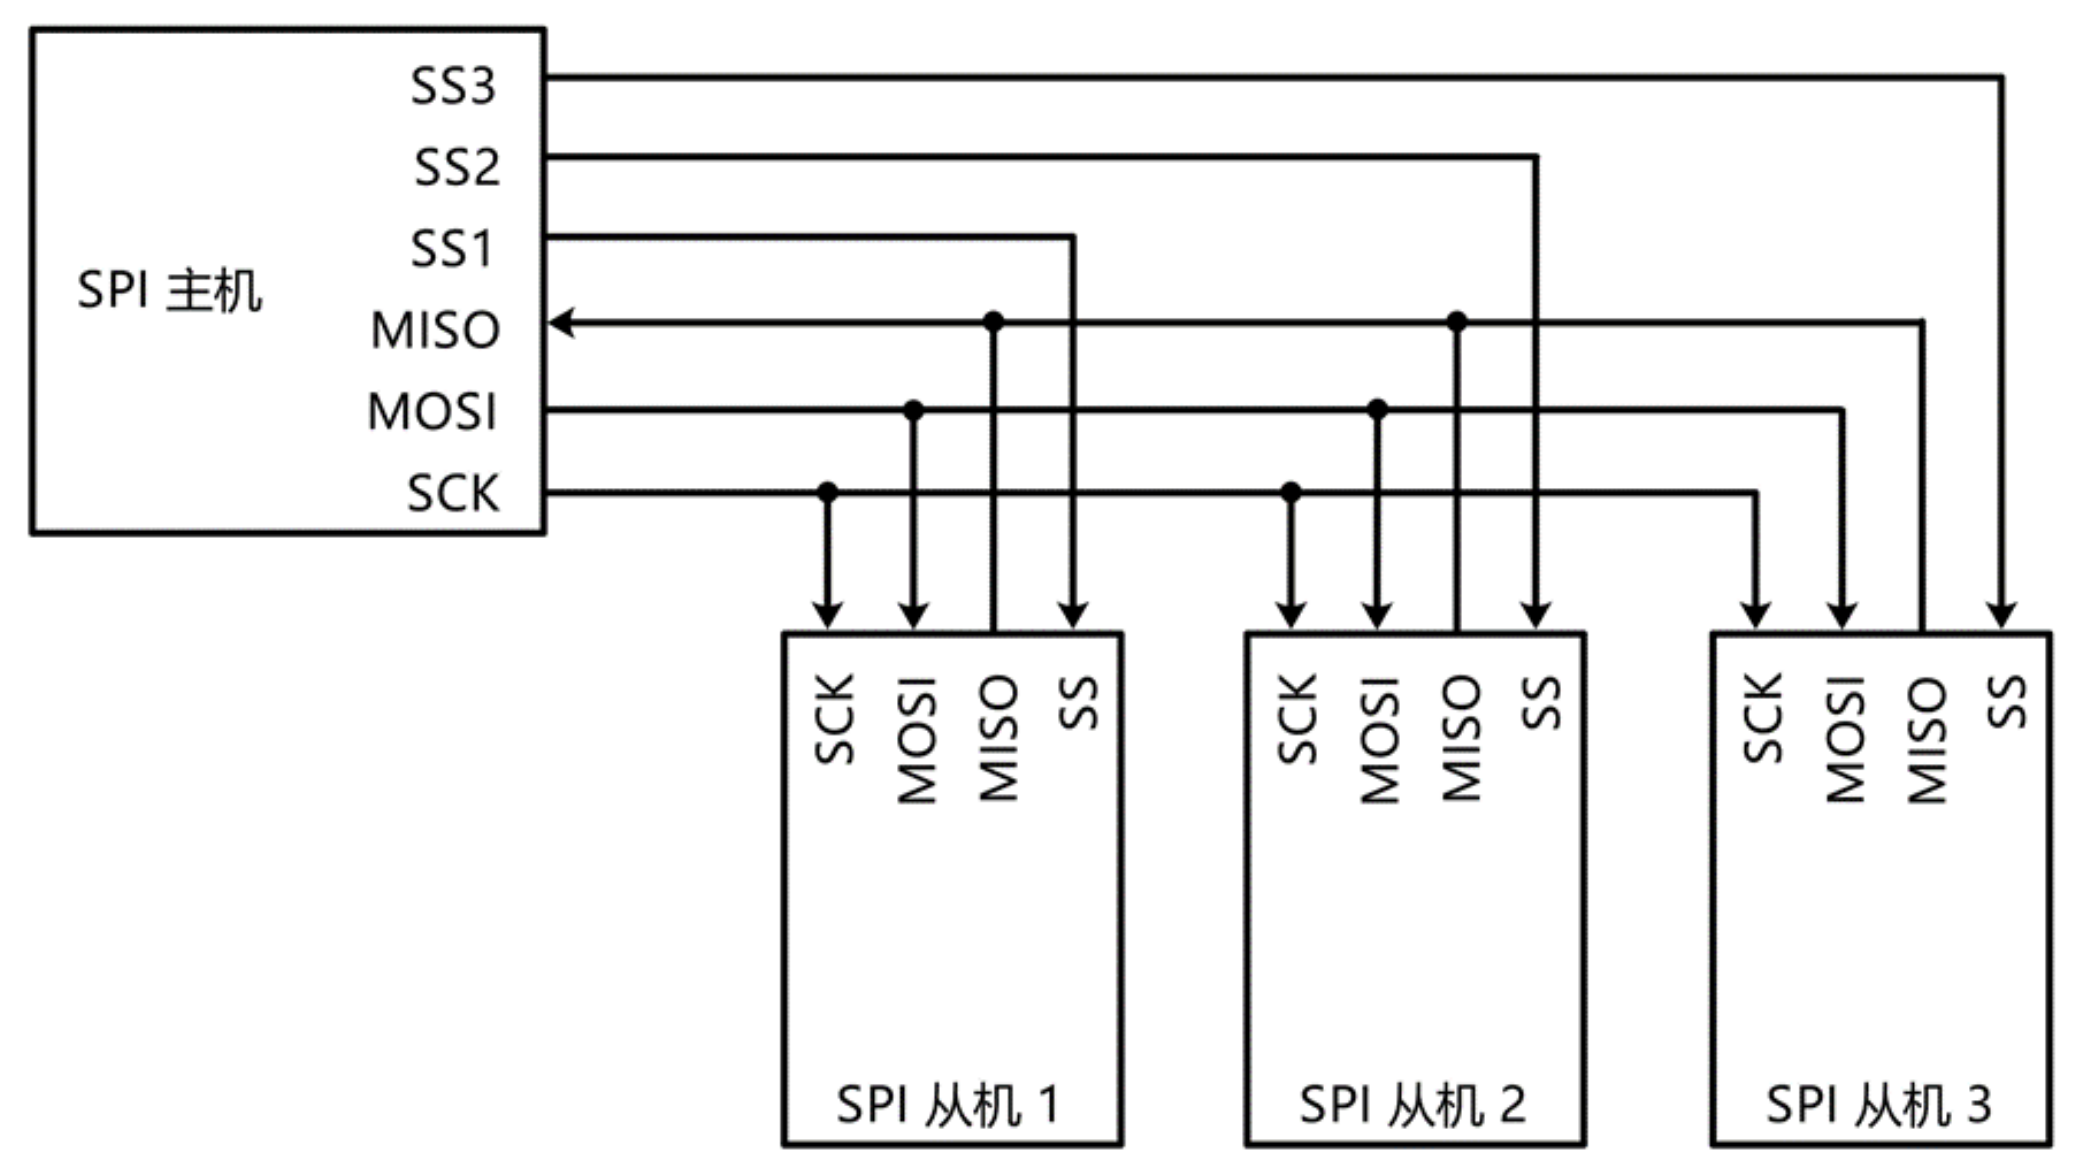 SS3
SS2
SS1
SPI 主机
MISO
MOSI
SCK
SCK
MOSI
MISO
SS
SCK
MOSI
MISO
SS
SCK
MOSI
MISO
SS
SPI 从机 1
SPI 从机 2
SPI 从机 3